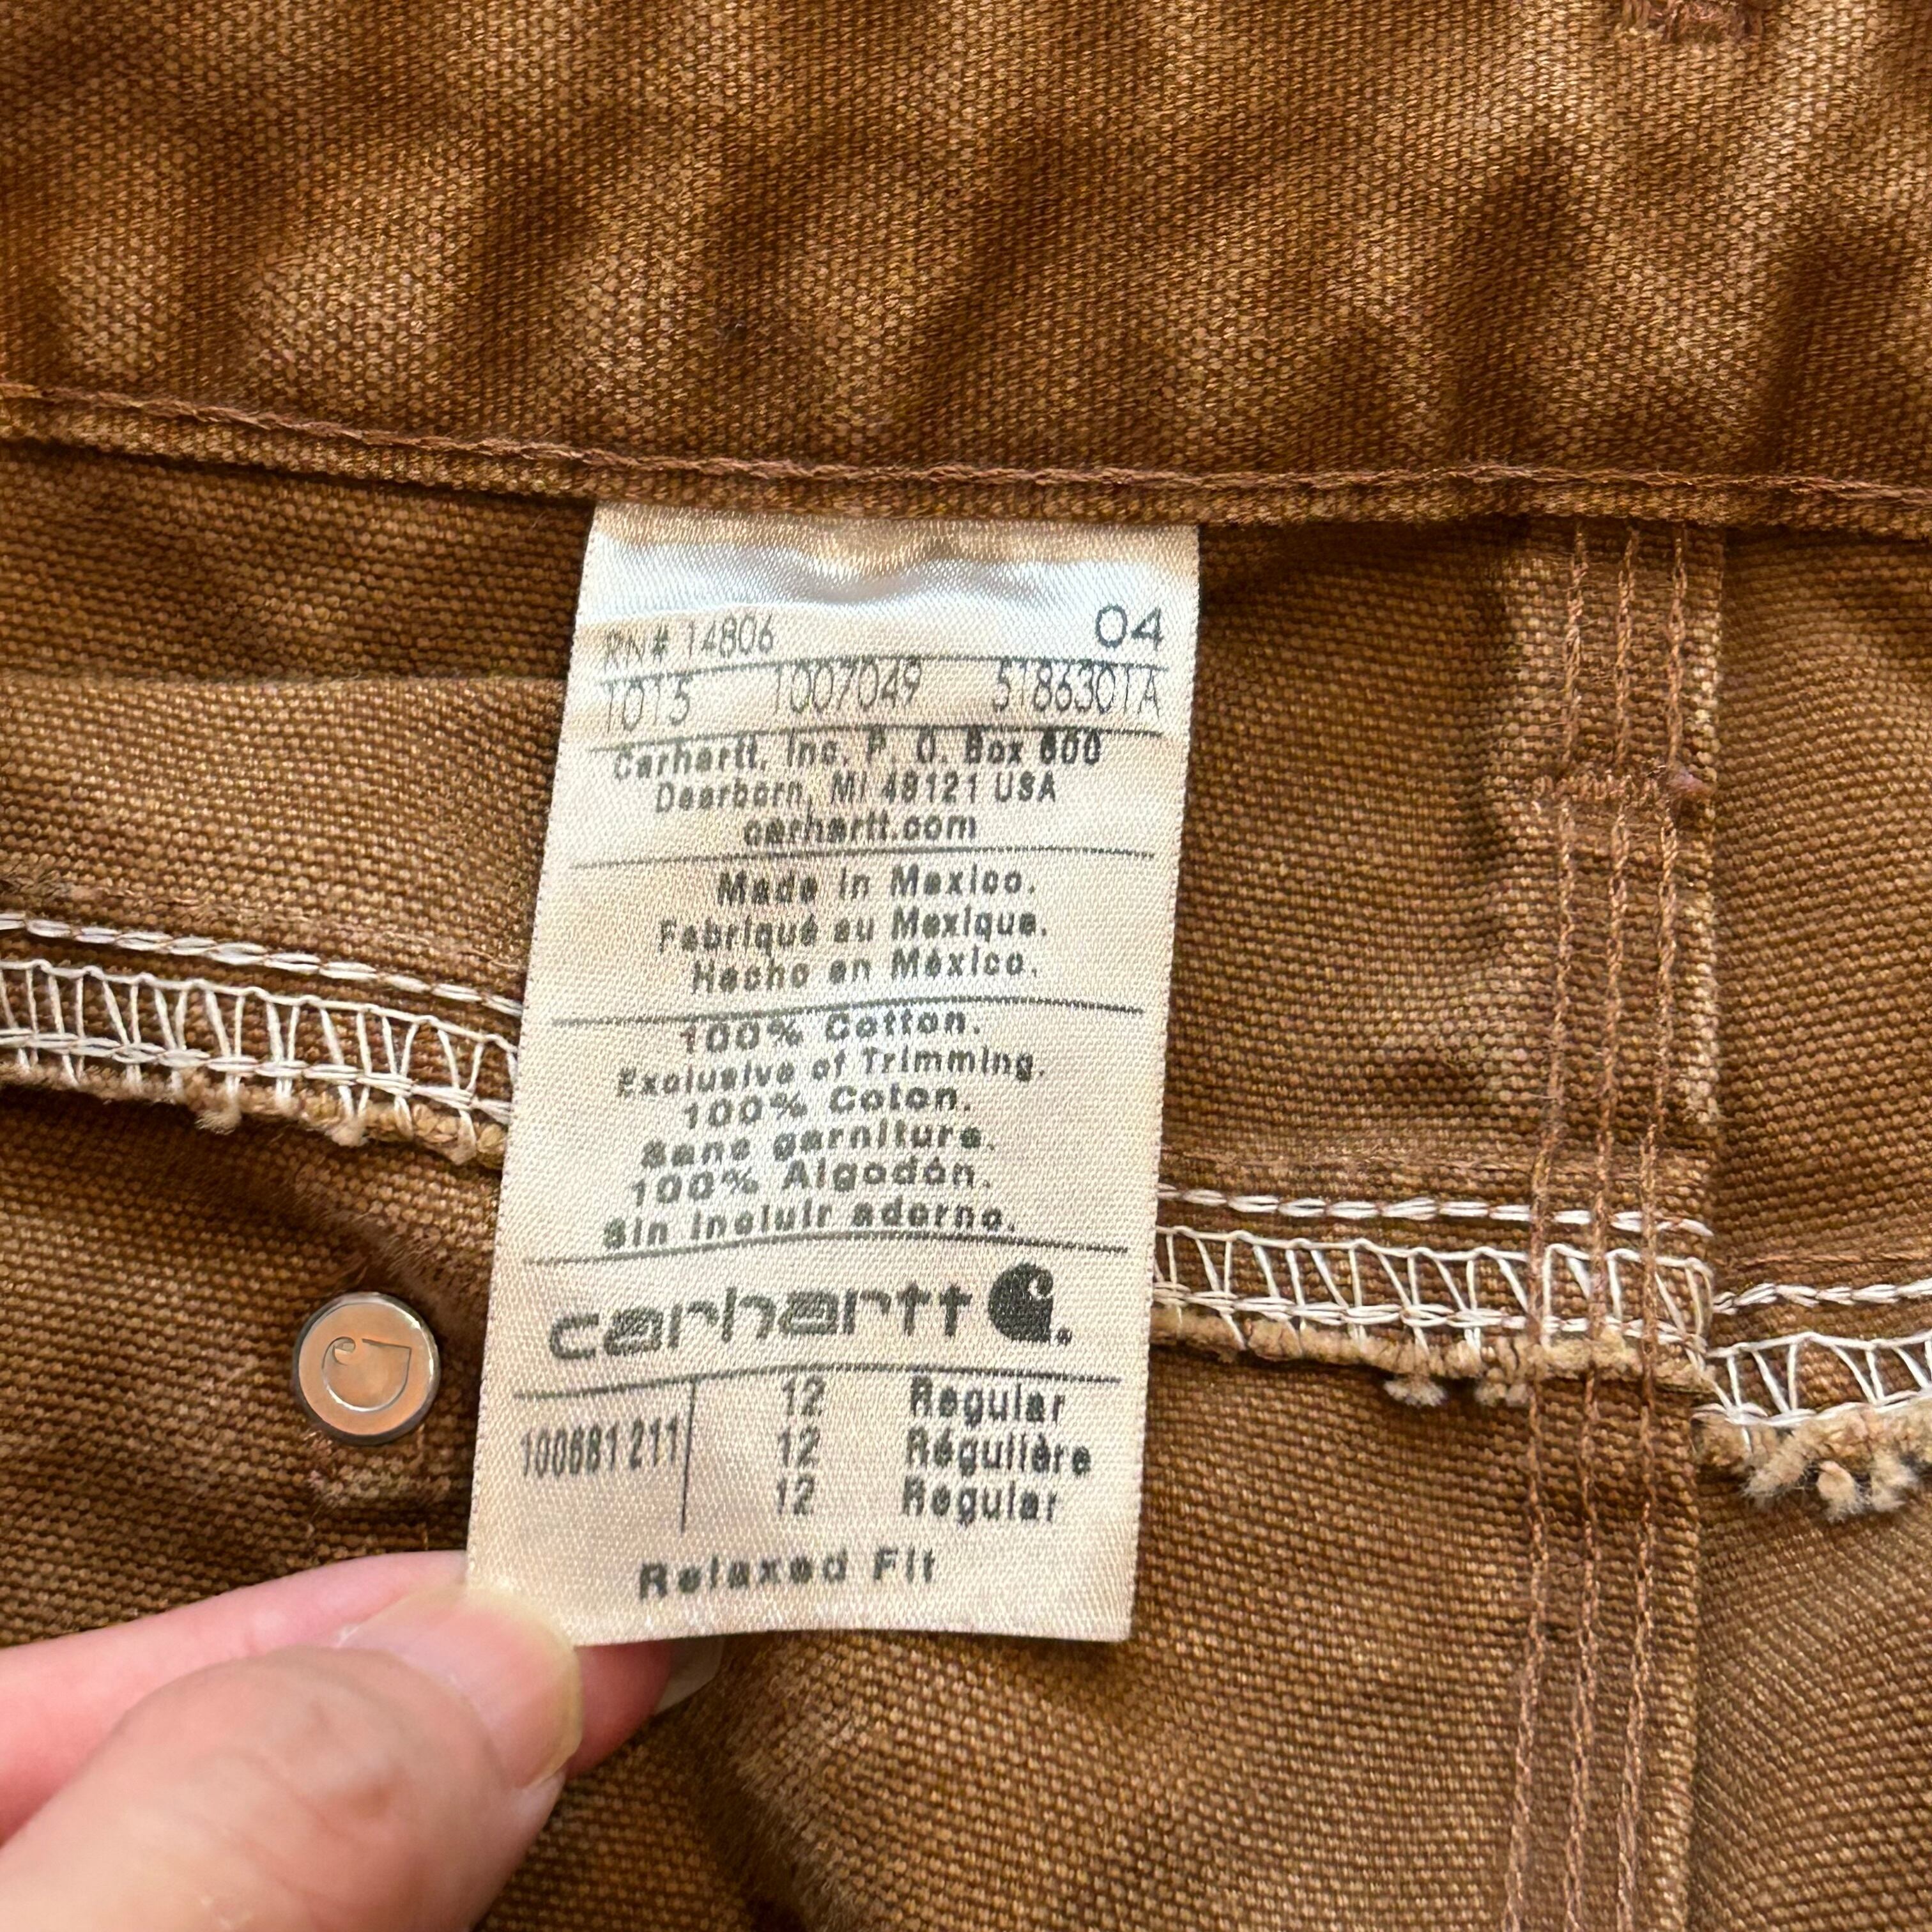 RN# 14806 04
1015 1007049 5186301A
Carhartt, Inc. P. O. Box 600
Dearborn, MI 48121 USA
carhartt.com
Made in Mexico.
Fabriqué au Mexique.
Hecho en México.
100% Cotton.
Exclusive of Trimming.
100% Coton.
Sans garniture.
100% Algodón.
Sin incluir adorno.
carhartt
12 Regular
100681 211 12 Régulière
12 Regular
Relaxed Fit